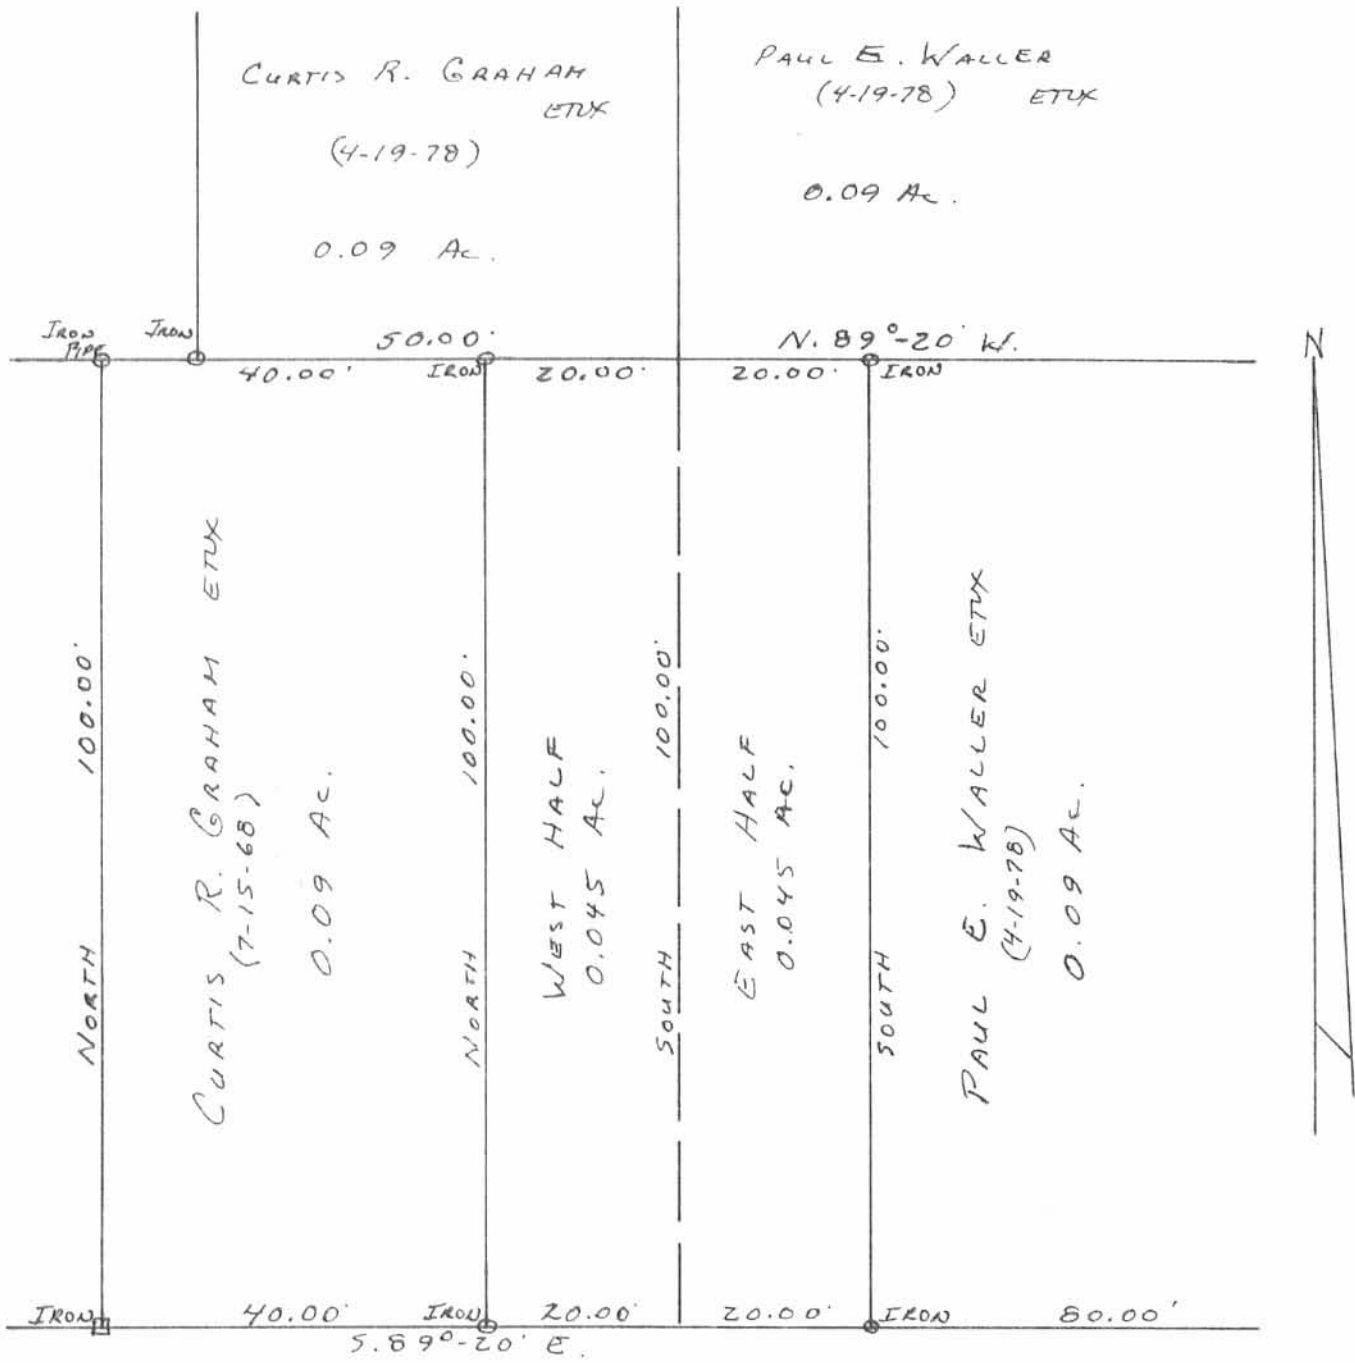 CURTIS R. GRAHAM
ETUX
(4-19-78)
0.09 Ac.
PAUL E. WALLER
(4-19-78) ETUX
0.09 Ac.
IRON
PIPE
IRON
50.00'
N. 89°-20' W.
40.00'
IRON
20.00'
20.00'
IRON
N
NORTH 100.00'
CURTIS R. GRAHAM ETUX
(7-15-68)
0.09 Ac.
NORTH 100.00'
WEST HALF
0.045 Ac.
SOUTH 100.00'
EAST HALF
0.045 Ac.
SOUTH 100.00'
PAUL E. WALLER ETUX
(4-19-78)
0.09 Ac.
IRON
40.00'
IRON
20.00'
20.00'
IRON
80.00'
S. 89°-20' E.